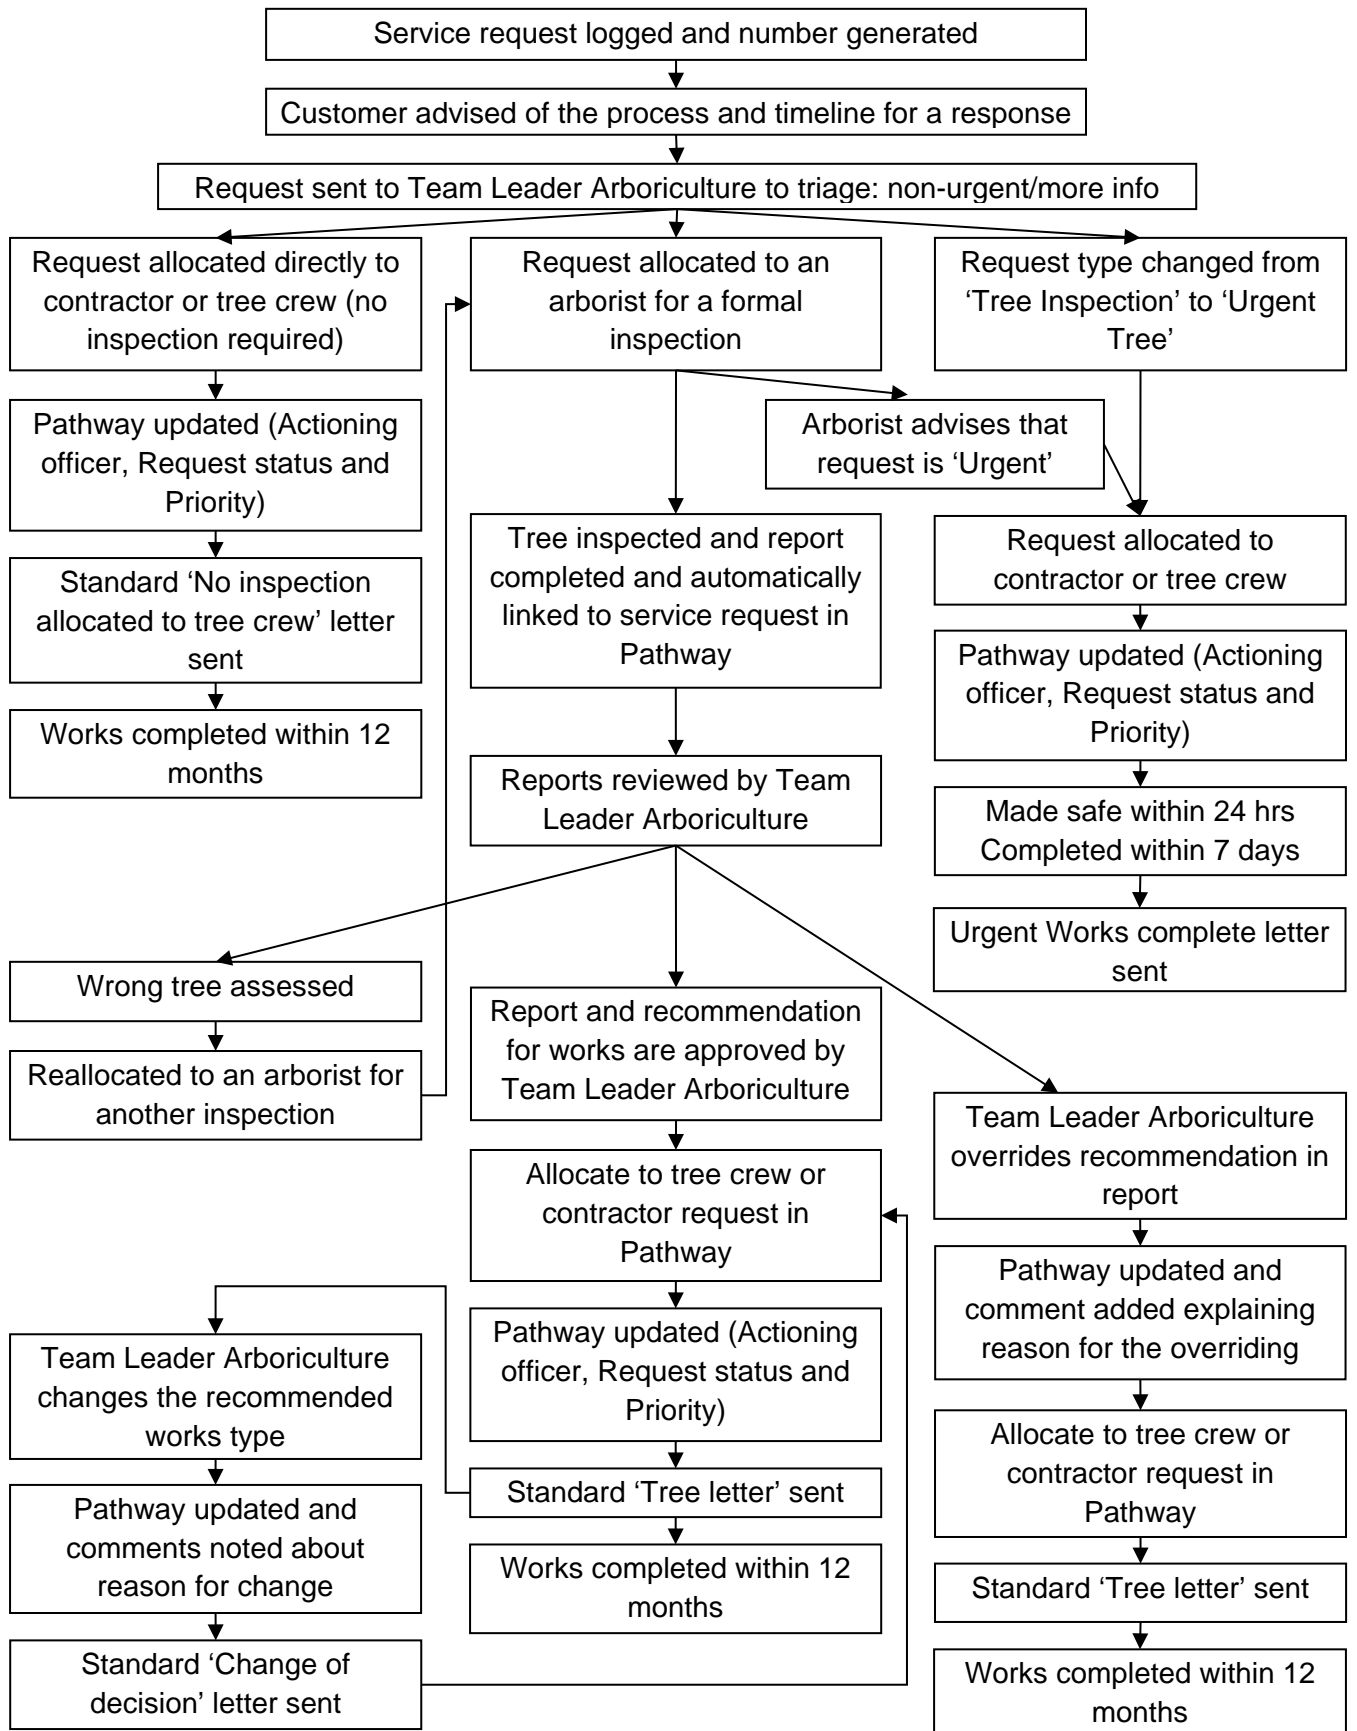 Service request logged and number generated
Customer advised of the process and timeline for a response
Request sent to Team Leader Arboriculture to triage: non-urgent/more info
Request allocated directly to
contractor or tree crew (no
inspection required)
Request allocated to an
arborist for a formal
inspection
Request type changed from
‘Tree Inspection’ to ‘Urgent
Tree’
Pathway updated (Actioning
officer, Request status and
Priority)
Arborist advises that
request is ‘Urgent’
Standard ‘No inspection
allocated to tree crew’ letter
sent
Works completed within 12
months
Tree inspected and report
completed and automatically
linked to service request in
Pathway
Request allocated to
contractor or tree crew
Pathway updated (Actioning
officer, Request status and
Priority)
Reports reviewed by Team
Leader Arboriculture
Made safe within 24 hrs
Completed within 7 days
Urgent Works complete letter
sent
Wrong tree assessed
Reallocated to an arborist for
another inspection
Report and recommendation
for works are approved by
Team Leader Arboriculture
Team Leader Arboriculture
overrides recommendation in
report
Allocate to tree crew or
contractor request in
Pathway
Pathway updated and
comment added explaining
reason for the overriding
Pathway updated (Actioning
officer, Request status and
Priority)
Team Leader Arboriculture
changes the recommended
works type
Allocate to tree crew or
contractor request in
Pathway
Standard ‘Tree letter’ sent
Pathway updated and
comments noted about
reason for change
Works completed within 12
months
Standard ‘Tree letter’ sent
Standard ‘Change of
decision’ letter sent
Works completed within 12
months